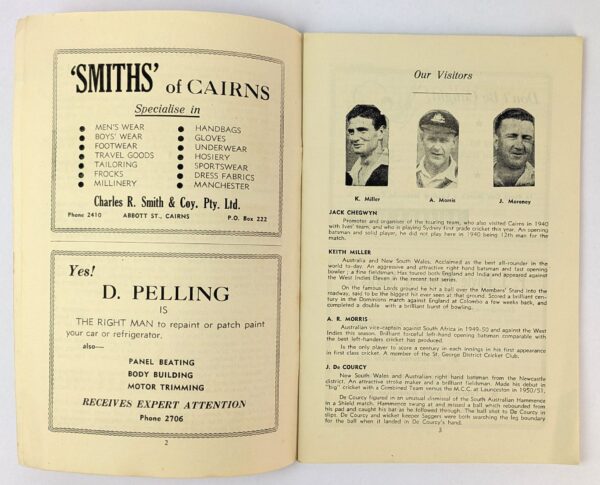 'SMITHS' of CAIRNS
Specialise in
MEN'S WEAR
BOYS' WEAR
FOOTWEAR
TRAVEL GOODS
TAILORING
FROCKS
MILLINERY
HANDBAGS
GLOVES
UNDERWEAR
HOSIERY
SPORTSWEAR
DRESS FABRICS
MANCHESTER
Charles R. Smith & Coy. Pty. Ltd.
Phone 2410 ABBOTT ST., CAIRNS P.O. Box 222
Yes!
D. PELLING
IS
THE RIGHT MAN to repaint or patch paint
your car or refrigerator.
also—
PANEL BEATING
BODY BUILDING
MOTOR TRIMMING
RECEIVES EXPERT ATTENTION
Phone 2706
2
Our Visitors
K. Miller A. Morris J. Moroney
JACK CHEGWYN
Promoter and organiser of the touring team, who also visited Cairns in 1940
with Ives' team, and who is playing Sydney first grade cricket this year. An opening
batsman and solid player, he did not play here in 1940 being 12th man for the
match.
KEITH MILLER
Australia and New South Wales. Acclaimed as the best all-rounder in the
world to-day. An aggressive and attractive right hand batsman and fast opening
bowler; a fine fieldsman. Has toured both England and India and appeared against
the West Indies Eleven in the recent test series.
On the famous Lords ground he hit a ball over the Members' Stand into the
roadway, said to be the biggest hit ever seen at that ground. Scored a brilliant cen-
tury in the Dominions match against England at Colombo a few weeks back, and
completed a double with a brilliant burst of bowling.
A. R. MORRIS
Australian vice-captain against South Africa in 1949-50 and against the West
Indies this season. Brilliant forceful left-hand opening batsman comparable with
the best left-handers cricket has produced.
Is the only player to score a century in each innings in his first appearance
in first class cricket. A member of the St. George District Cricket Club.
J. De COURCY
New South Wales and Australian right hand batsman from the Newcastle
district. An attractive stroke maker and a brilliant fieldsman. Made his debut in
"big" cricket with a Combined Team versus the M.C.C. at Launceston in 1950/51.
De Courcy figured in an unusual dismissal of the South Australian Hammence
in a Shield match. Hammence swung at and missed a ball which rebounded from
his pad and caught his bat as he followed through. The ball shot to De Courcy in
slips. De Courcy and wicket keeper Saggers were both searching the leg boundary
for the ball when it landed in De Courcy's hand.
3